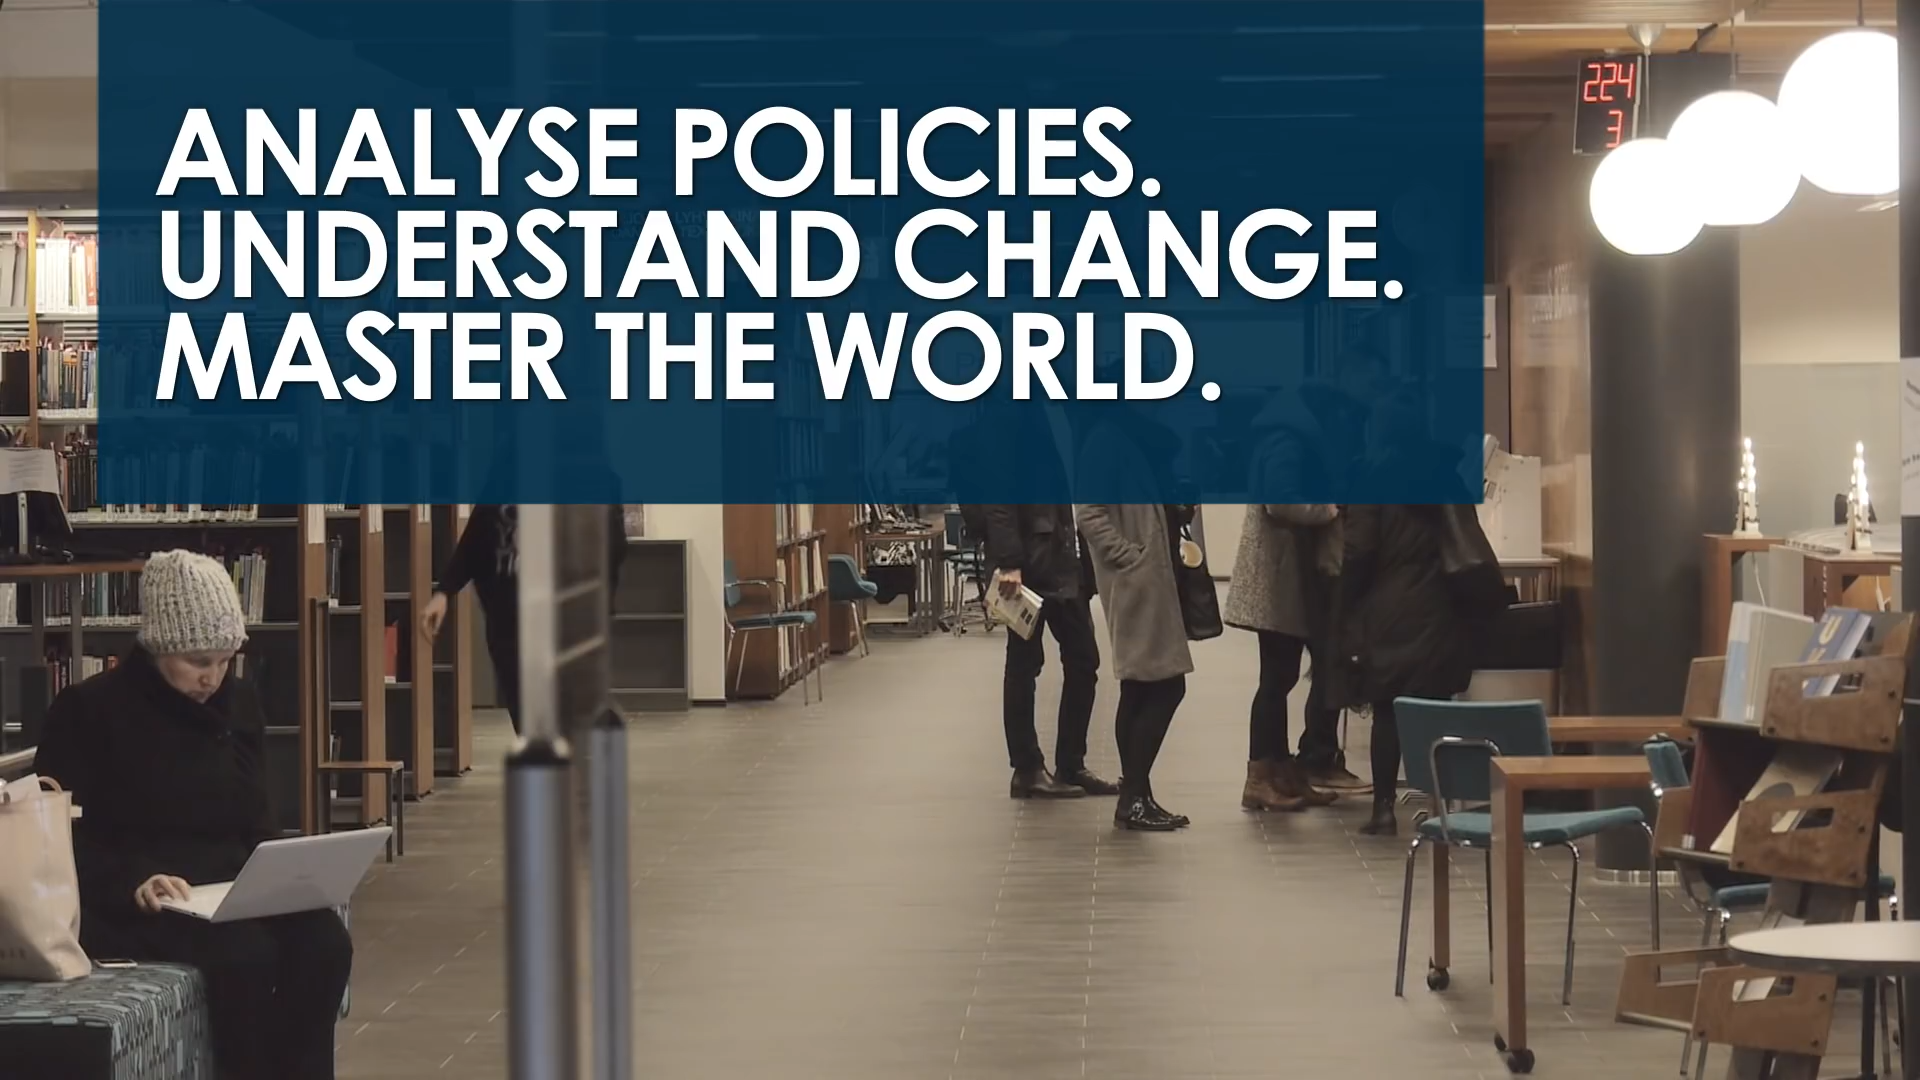 ANALYSE POLICIES.
UNDERSTAND CHANGE.
MASTER THE WORLD.
224
3